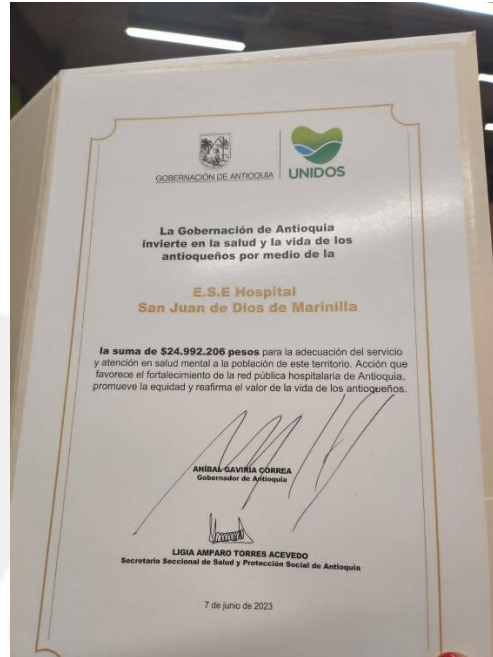 GOBERNACIÓN DE ANTIOQUIA
UNIDOS
La Gobernación de Antioquia
invierte en la salud y la vida de los
antioqueños por medio de la
E.S.E Hospital
San Juan de Dios de Marinilla
la suma de $24.992.206 pesos para la adecuación del servicio
y atención en salud mental a la población de este territorio. Acción que
favorece el fortalecimiento de la red pública hospitalaria de Antioquia,
promueve la equidad y reafirma el valor de la vida de los antioqueños.
ANÍBAL GAVIRIA CORREA
Gobernador de Antioquia
LIGIA AMPARO TORRES ACEVEDO
Secretaria Seccional de Salud y Protección Social de Antioquia
7 de junio de 2023